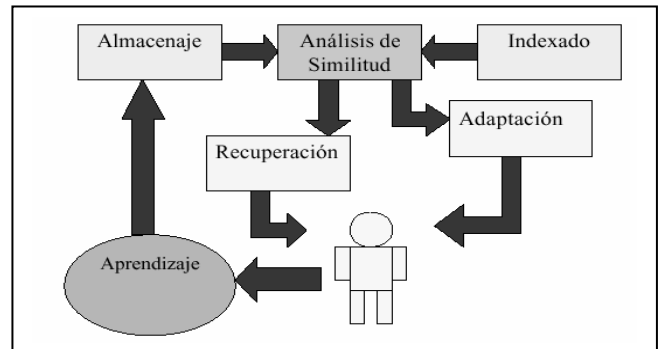 Almacenaje
Análisis de
Similitud
Indexado
Adaptación
Recuperación
Aprendizaje